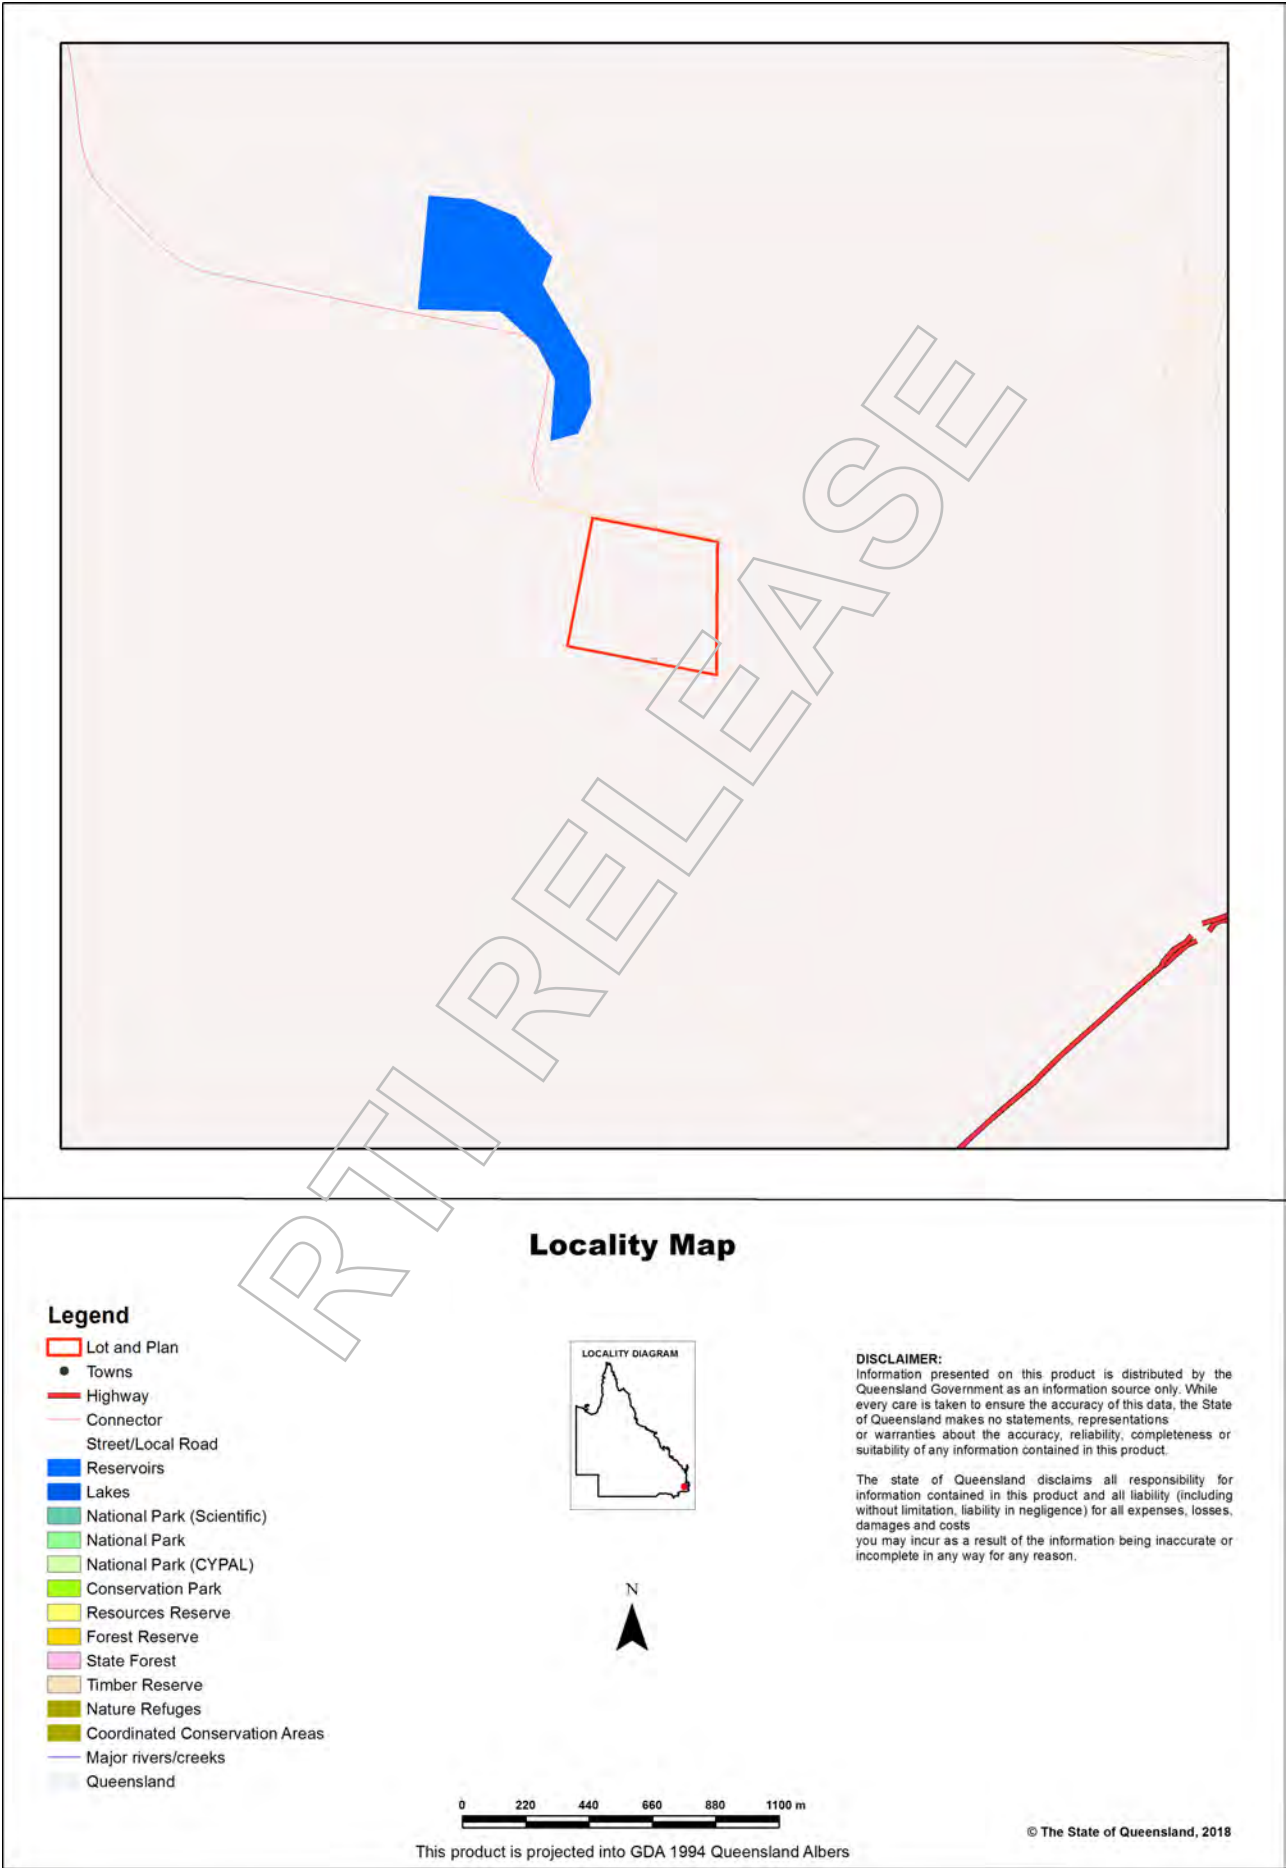 RTI RELEASE
Locality Map
Legend
Lot and Plan
Towns
Highway
Connector
Street/Local Road
Reservoirs
Lakes
National Park (Scientific)
National Park
National Park (CYPAL)
Conservation Park
Resources Reserve
Forest Reserve
State Forest
Timber Reserve
Nature Refuges
Coordinated Conservation Areas
Major rivers/creeks
Queensland
LOCALITY DIAGRAM
N
0 220 440 660 880 1100 m
This product is projected into GDA 1994 Queensland Albers
DISCLAIMER:
Information presented on this product is distributed by the
Queensland Government as an information source only. While
every care is taken to ensure the accuracy of this data, the State
of Queensland makes no statements, representations
or warranties about the accuracy, reliability, completeness or
suitability of any information contained in this product.
The state of Queensland disclaims all responsibility for
information contained in this product and all liability (including
without limitation, liability in negligence) for all expenses, losses,
damages and costs
you may incur as a result of the information being inaccurate or
incomplete in any way for any reason.
© The State of Queensland, 2018